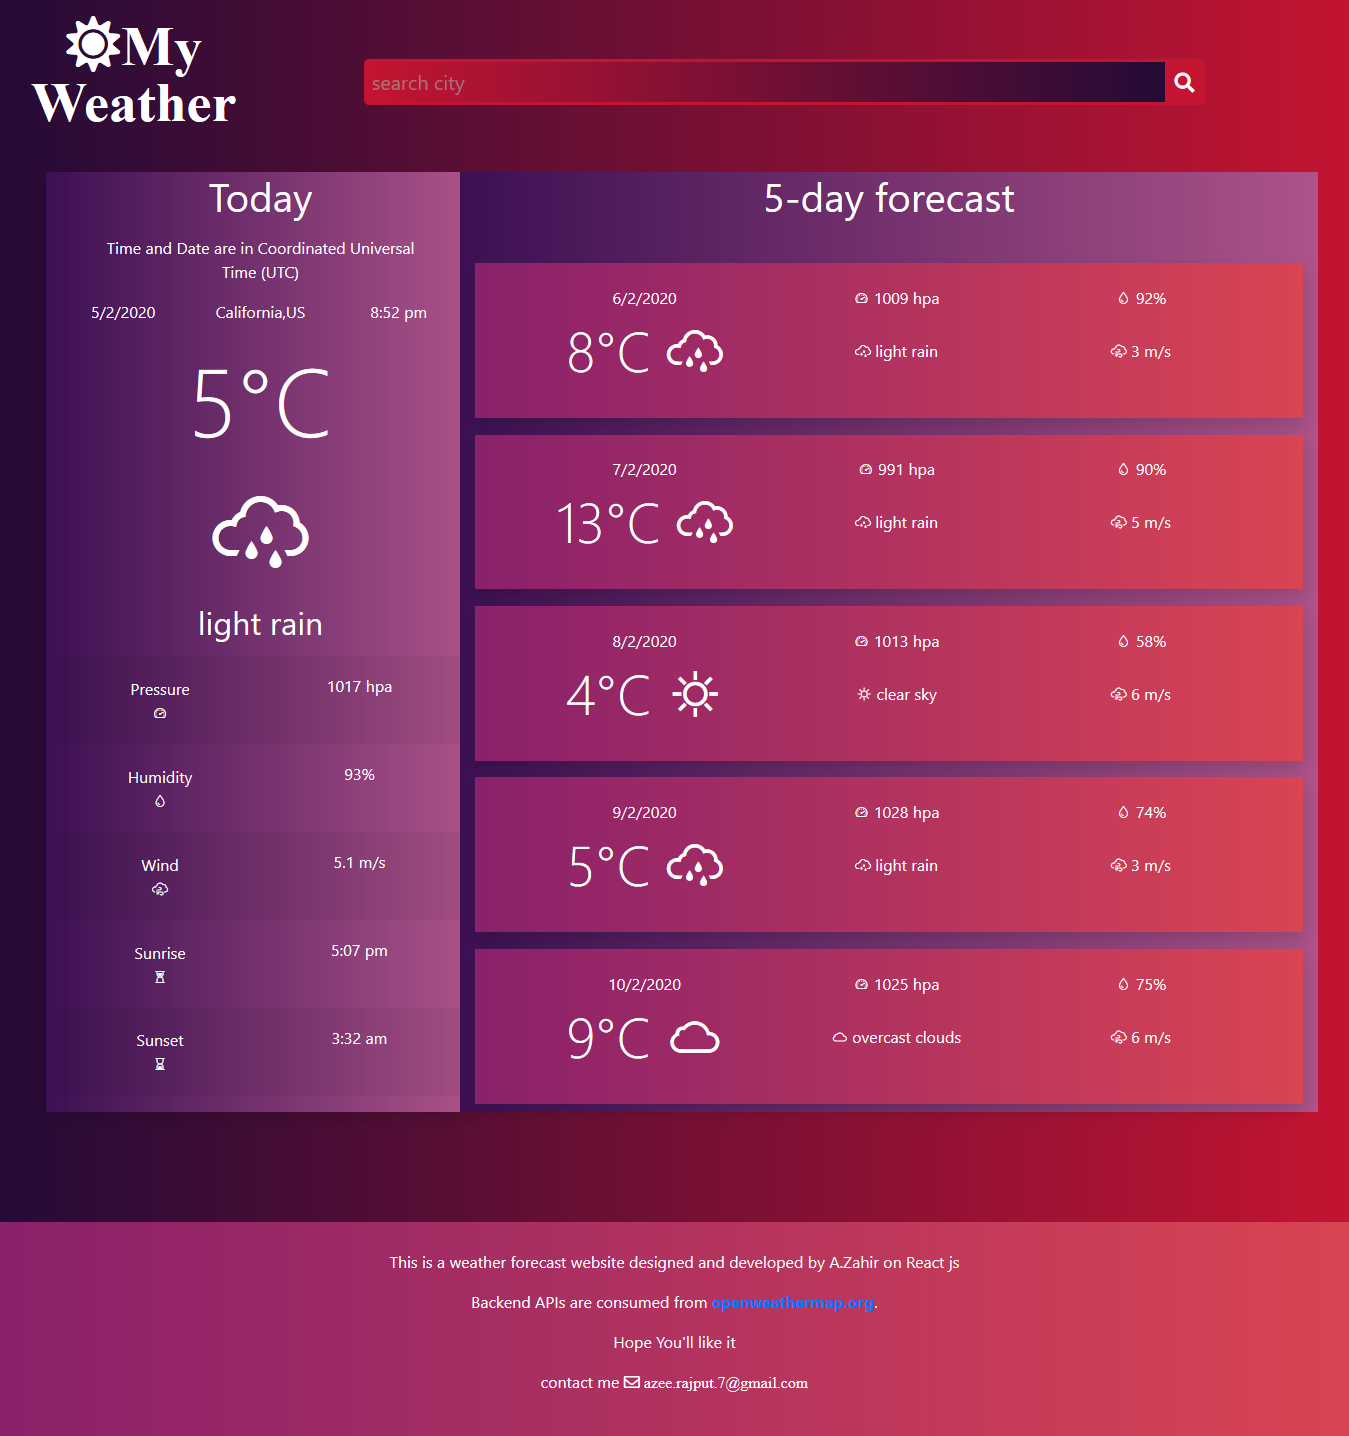 My
Weather
search city
Today
Time and Date are in Coordinated Universal
Time (UTC)
5/2/2020 California,US 8:52 pm
5°C
light rain
Pressure 1017 hpa
Humidity 93%
Wind 5.1 m/s
Sunrise 5:07 pm
Sunset 3:32 am
5-day forecast
6/2/2020 1009 hpa 92%
8°C light rain 3 m/s
7/2/2020 991 hpa 90%
13°C light rain 5 m/s
8/2/2020 1013 hpa 58%
4°C clear sky 6 m/s
9/2/2020 1028 hpa 74%
5°C light rain 3 m/s
10/2/2020 1025 hpa 75%
9°C overcast clouds 6 m/s
This is a weather forecast website designed and developed by A.Zahir on React js
Backend APIs are consumed from openweathermap.org.
Hope You'll like it
contact me azee.rajput.7@gmail.com